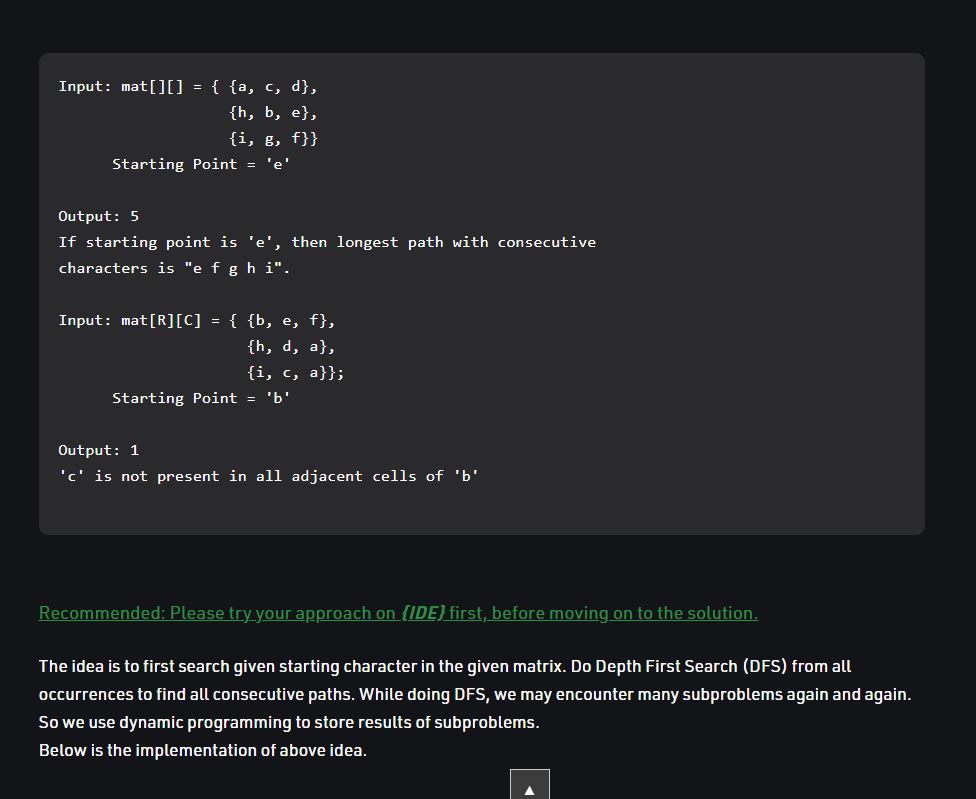 Input: mat[][] = { {a, c, d},
{h, b, e},
{i, g, f}}
Starting Point = 'e'
Output: 5
If starting point is 'e', then longest path with consecutive
characters is "e f g h i".
Input: mat[R][C] = { {b, e, f},
{h, d, a},
{i, c, a}};
Starting Point = 'b'
Output: 1
'c' is not present in all adjacent cells of 'b'
Recommended: Please try your approach on {IDE} first, before moving on to the solution.
The idea is to first search given starting character in the given matrix. Do Depth First Search (DFS) from all
occurrences to find all consecutive paths. While doing DFS, we may encounter many subproblems again and again.
So we use dynamic programming to store results of subproblems.
Below is the implementation of above idea.